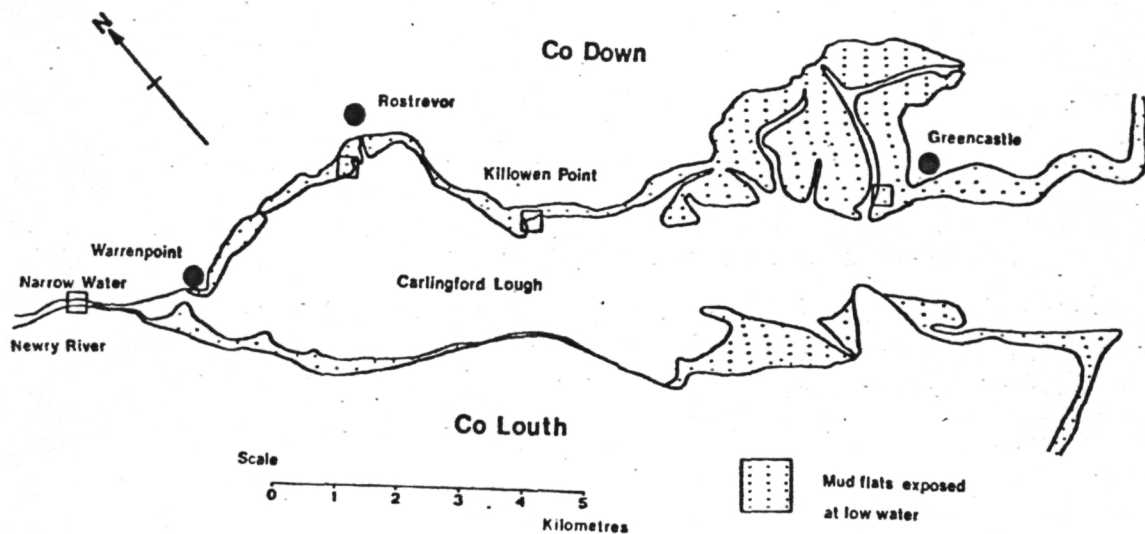 N
Co Down
Rostrevor
Greencastle
Killowen Point
Warrenpoint
Narrow Water
Carlingford Lough
Newry River
Co Louth
Scale
0 1 2 3 4 5
Kilometres
Mud flats exposed
at low water